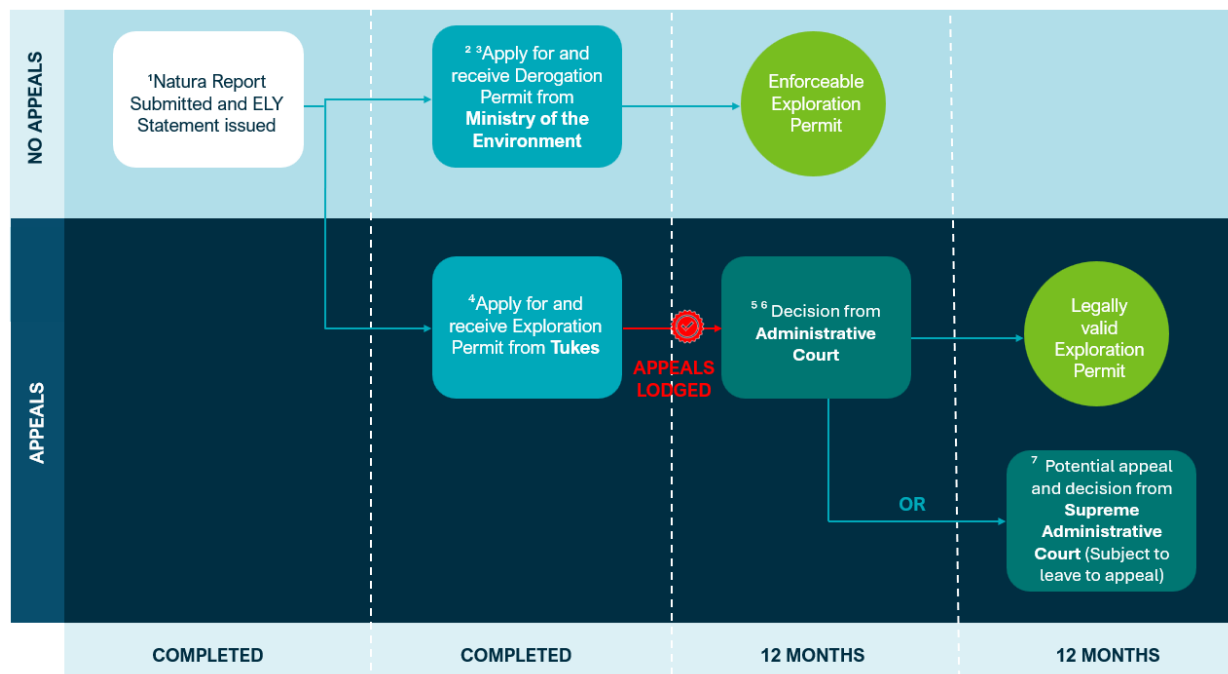 NO APPEALS
¹Natura Report
Submitted and ELY
Statement issued
² ³Apply for and
receive Derogation
Permit from
Ministry of the
Environment
Enforceable
Exploration
Permit
APPEALS
⁴Apply for and
receive Exploration
Permit from Tukes
APPEALS
LODGED
⁵ ⁶ Decision from
Administrative
Court
Legally
valid
Exploration
Permit
OR
⁷ Potential appeal
and decision from
Supreme
Administrative
Court (Subject to
leave to appeal)
COMPLETED
COMPLETED
12 MONTHS
12 MONTHS